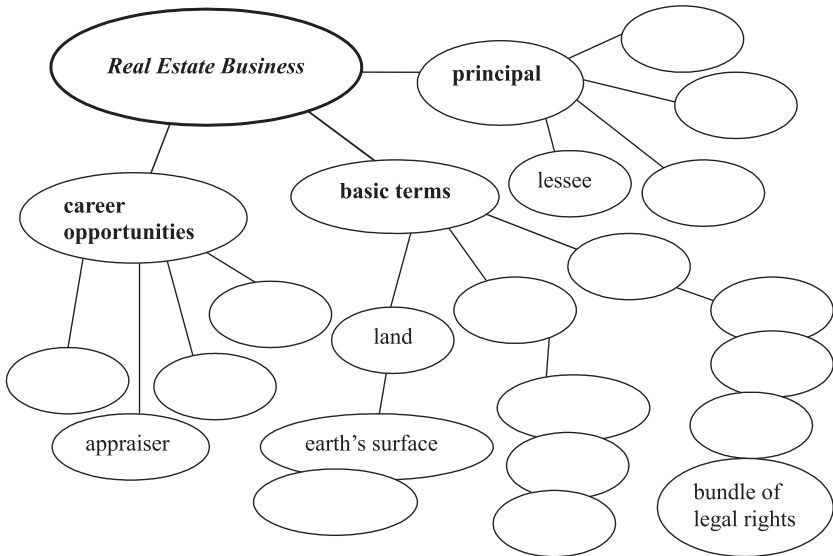 Real Estate Business
principal
lessee
basic terms
career
opportunities
land
appraiser
earth's surface
bundle of
legal rights